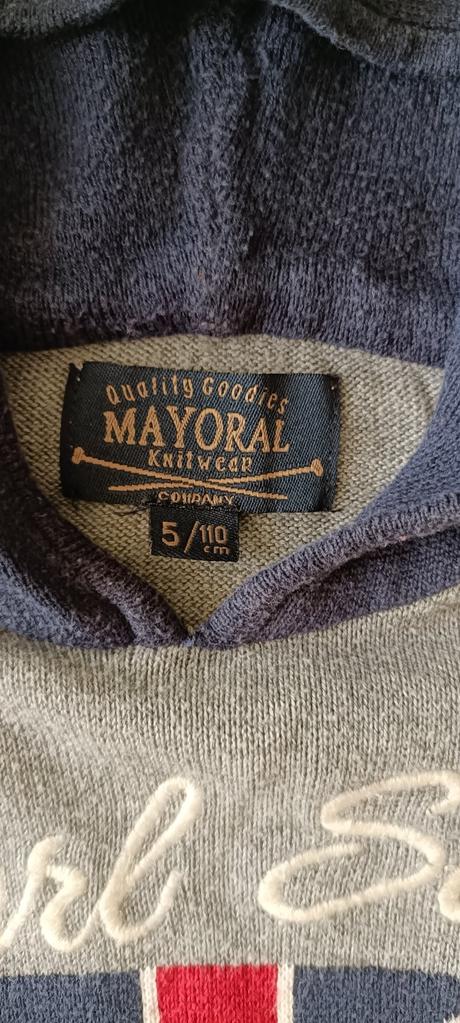 Quality Goodies
MAYORAL
Knitwear
COMPANY
5/110
cm